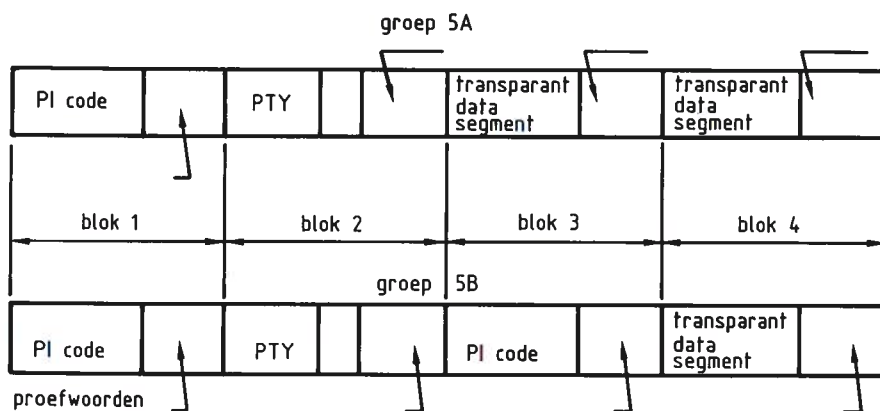 groep 5A
PI code
PTY
transparant
data
segment
transparant
data
segment
blok 1
blok 2
blok 3
blok 4
groep 5B
PI code
PTY
PI code
transparant
data
segment
proefwoorden